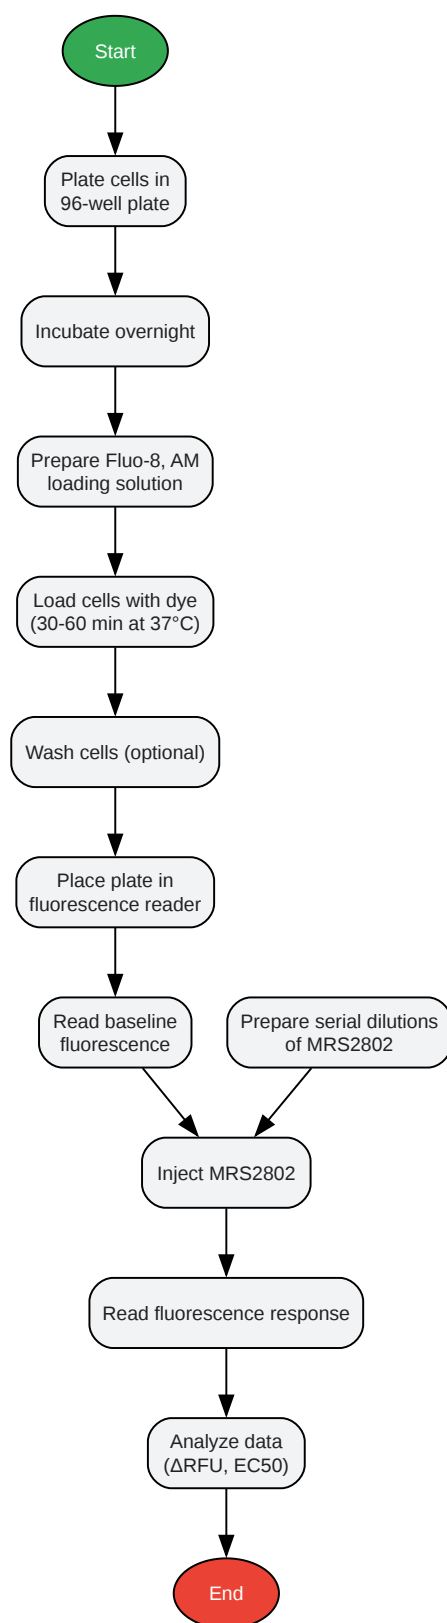 Start
Plate cells in
96-well plate
Incubate overnight
Prepare Fluo-8, AM
loading solution
Load cells with dye
(30-60 min at 37°C)
Wash cells (optional)
Place plate in
fluorescence reader
Read baseline
fluorescence
Prepare serial dilutions
of MRS2802
Inject MRS2802
Read fluorescence response
Analyze data
(ΔRFU, EC50)
End